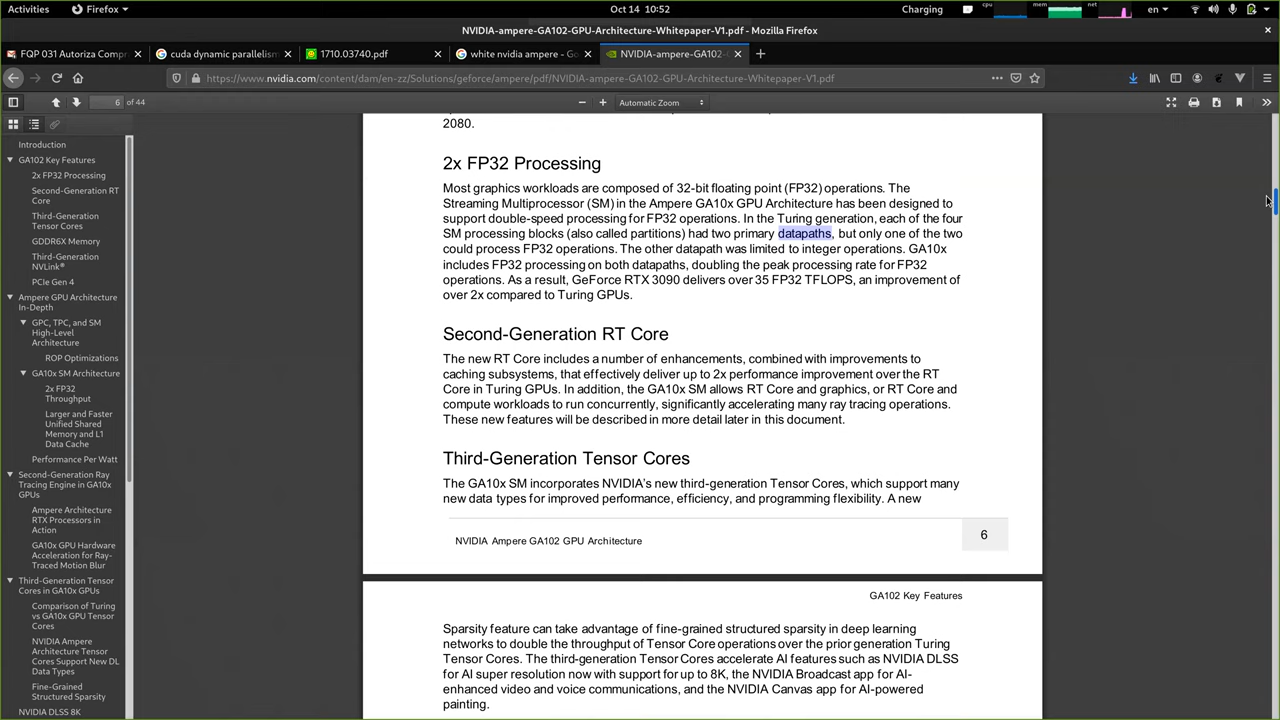 Activities
Firefox
Oct 14 10:52
Charging
cpu
mem
net
en
NVIDIA-ampere-GA102-GPU-Architecture-Whitepaper-V1.pdf - Mozilla Firefox
FQP 031 Autoriza Compr
cuda dynamic parallelism
1710.03740.pdf
white nvidia ampere - Go
NVIDIA-ampere-GA102-
https://www.nvidia.com/content/dam/en-zz/Solutions/geforce/ampere/pdf/NVIDIA-ampere-GA102-GPU-Architecture-Whitepaper-V1.pdf
6 of 44
Automatic Zoom
Introduction
GA102 Key Features
2x FP32 Processing
Second-Generation RT
Core
Third-Generation
Tensor Cores
GDDR6X Memory
Third-Generation
NVLink®
PCIe Gen 4
Ampere GPU Architecture
In-Depth
GPC, TPC, and SM
High-Level
Architecture
ROP Optimizations
GA10x SM Architecture
2x FP32
Throughput
Larger and Faster
Unified Shared
Memory and L1
Data Cache
Performance Per Watt
Second-Generation Ray
Tracing Engine in GA10x
GPUs
Ampere Architecture
RTX Processors in
Action
GA10x GPU Hardware
Acceleration for Ray-
Traced Motion Blur
Third-Generation Tensor
Cores in GA10x GPUs
Comparison of Turing
vs GA10x GPU Tensor
Cores
NVIDIA Ampere
Architecture Tensor
Cores Support New DL
Data Types
Fine-Grained
Structured Sparsity
NVIDIA DLSS 8K
2080.
2x FP32 Processing
Most graphics workloads are composed of 32-bit floating point (FP32) operations. The
Streaming Multiprocessor (SM) in the Ampere GA10x GPU Architecture has been designed to
support double-speed processing for FP32 operations. In the Turing generation, each of the four
SM processing blocks (also called partitions) had two primary datapaths, but only one of the two
could process FP32 operations. The other datapath was limited to integer operations. GA10x
includes FP32 processing on both datapaths, doubling the peak processing rate for FP32
operations. As a result, GeForce RTX 3090 delivers over 35 FP32 TFLOPS, an improvement of
over 2x compared to Turing GPUs.
Second-Generation RT Core
The new RT Core includes a number of enhancements, combined with improvements to
caching subsystems, that effectively deliver up to 2x performance improvement over the RT
Core in Turing GPUs. In addition, the GA10x SM allows RT Core and graphics, or RT Core and
compute workloads to run concurrently, significantly accelerating many ray tracing operations.
These new features will be described in more detail later in this document.
Third-Generation Tensor Cores
The GA10x SM incorporates NVIDIA's new third-generation Tensor Cores, which support many
new data types for improved performance, efficiency, and programming flexibility. A new
NVIDIA Ampere GA102 GPU Architecture
6
GA102 Key Features
Sparsity feature can take advantage of fine-grained structured sparsity in deep learning
networks to double the throughput of Tensor Core operations over the prior generation Turing
Tensor Cores. The third-generation Tensor Cores accelerate AI features such as NVIDIA DLSS
for AI super resolution now with support for up to 8K, the NVIDIA Broadcast app for AI-
enhanced video and voice communications, and the NVIDIA Canvas app for AI-powered
painting.